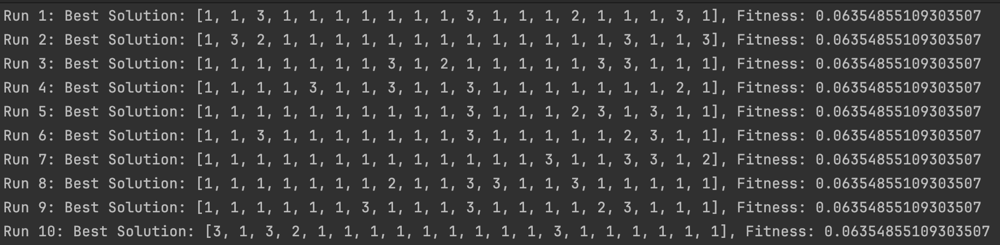 Run 1: Best Solution: [1, 1, 3, 1, 1, 1, 1, 1, 1, 1, 3, 1, 1, 1, 2, 1, 1, 1, 3, 1], Fitness: 0.06354855109303507
Run 2: Best Solution: [1, 3, 2, 1, 1, 1, 1, 1, 1, 1, 1, 1, 1, 1, 1, 1, 3, 1, 1, 3], Fitness: 0.06354855109303507
Run 3: Best Solution: [1, 1, 1, 1, 1, 1, 1, 3, 1, 2, 1, 1, 1, 1, 1, 3, 3, 1, 1, 1], Fitness: 0.06354855109303507
Run 4: Best Solution: [1, 1, 1, 1, 3, 1, 1, 3, 1, 1, 3, 1, 1, 1, 1, 1, 1, 1, 2, 1], Fitness: 0.06354855109303507
Run 5: Best Solution: [1, 1, 1, 1, 1, 1, 1, 1, 1, 1, 3, 1, 1, 1, 2, 3, 1, 3, 1, 1], Fitness: 0.06354855109303507
Run 6: Best Solution: [1, 1, 3, 1, 1, 1, 1, 1, 1, 1, 3, 1, 1, 1, 1, 1, 2, 3, 1, 1], Fitness: 0.06354855109303507
Run 7: Best Solution: [1, 1, 1, 1, 1, 1, 1, 1, 1, 1, 1, 1, 1, 3, 1, 1, 3, 3, 1, 2], Fitness: 0.06354855109303507
Run 8: Best Solution: [1, 1, 1, 1, 1, 1, 1, 2, 1, 1, 3, 3, 1, 1, 3, 1, 1, 1, 1, 1], Fitness: 0.06354855109303507
Run 9: Best Solution: [1, 1, 1, 1, 1, 1, 3, 1, 1, 1, 3, 1, 1, 1, 1, 2, 3, 1, 1, 1], Fitness: 0.06354855109303507
Run 10: Best Solution: [3, 1, 3, 2, 1, 1, 1, 1, 1, 1, 1, 1, 1, 3, 1, 1, 1, 1, 1, 1], Fitness: 0.06354855109303507